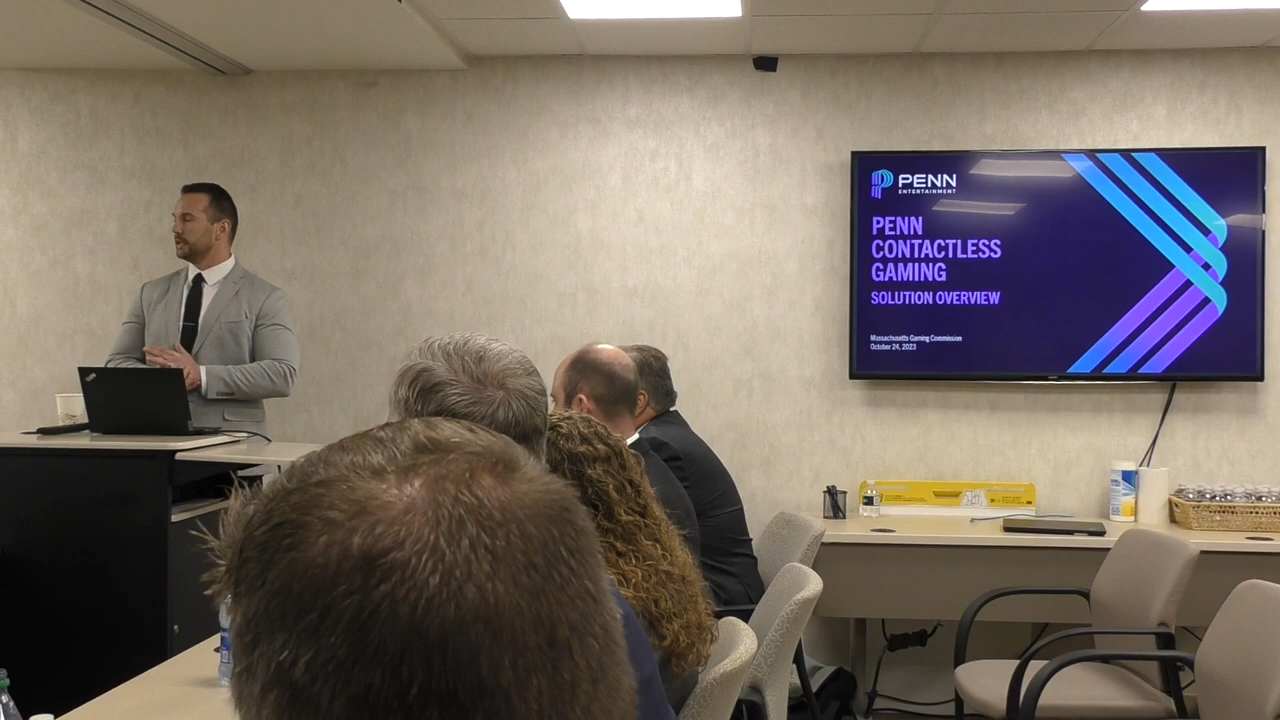 PENN
ENTERTAINMENT
PENN
CONTACTLESS
GAMING
SOLUTION OVERVIEW
Massachusetts Gaming Commission
October 24, 2023